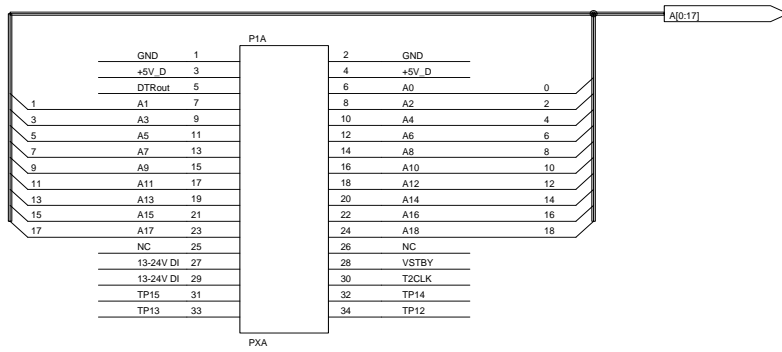 A[0:17]
P1A
GND 1 2 GND
+5V_D 3 4 +5V_D
DTRout 5 6 A0 0
1 A1 7 8 A2 2
3 A3 9 10 A4 4
5 A5 11 12 A6 6
7 A7 13 14 A8 8
9 A9 15 16 A10 10
11 A11 17 18 A12 12
13 A13 19 20 A14 14
15 A15 21 22 A16 16
17 A17 23 24 A18 18
NC 25 26 NC
13-24V DI 27 28 VSTBY
13-24V DI 29 30 T2CLK
TP15 31 32 TP14
TP13 33 34 TP12
PXA